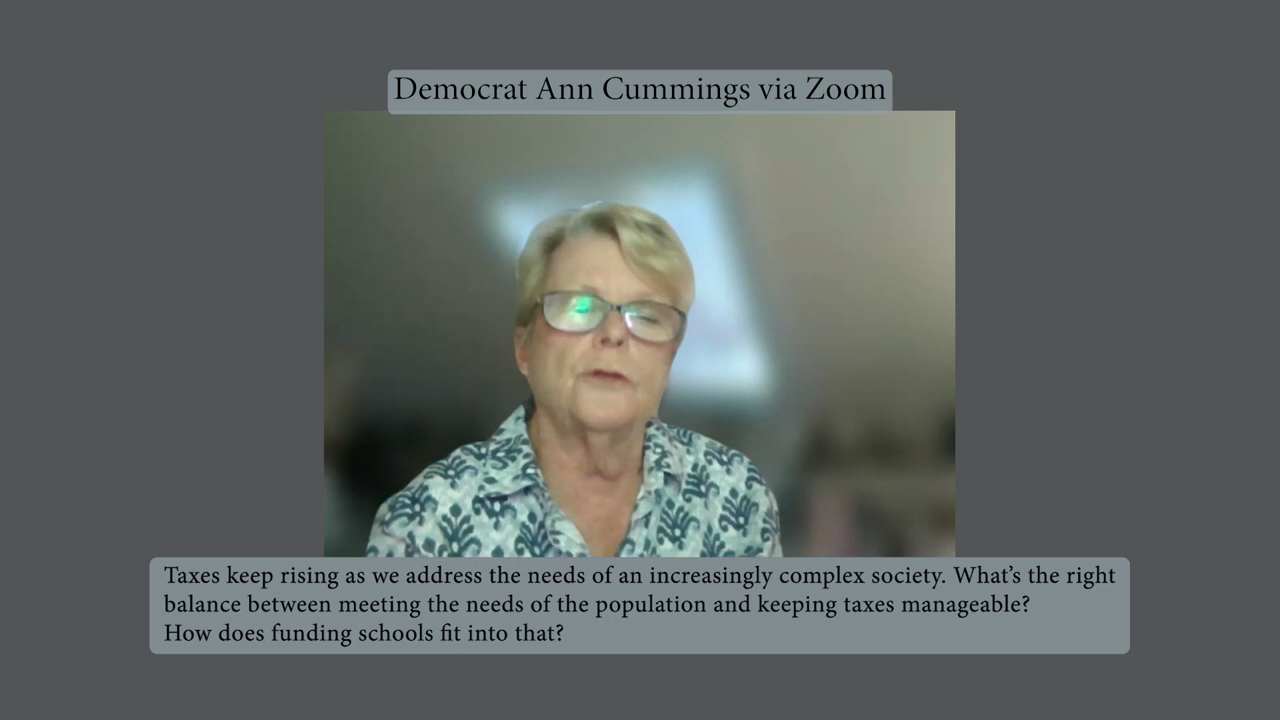 Democrat Ann Cummings via Zoom
Taxes keep rising as we address the needs of an increasingly complex society. What’s the right
balance between meeting the needs of the population and keeping taxes manageable?
How does funding schools fit into that?